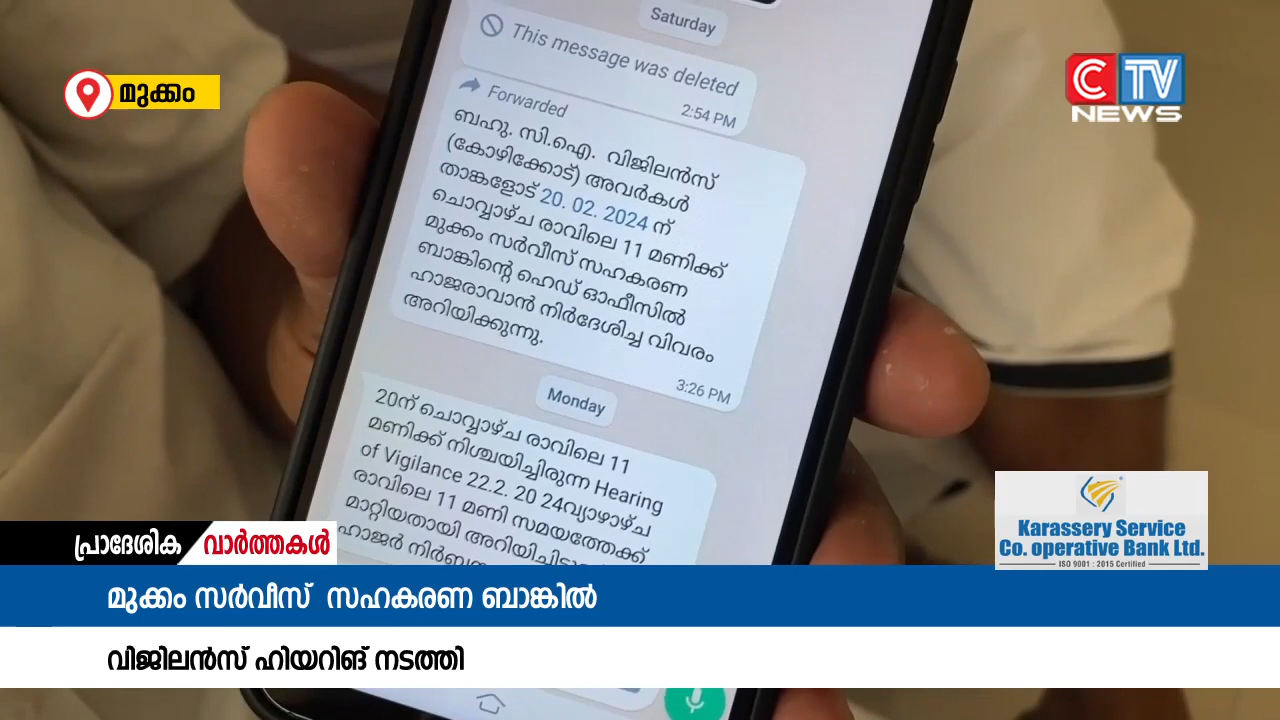 Saturday
This message was deleted
2:54 PM
Forwarded
ബഹു. സി.ഐ. വിജിലൻസ്
(കോഴിക്കോട്) അവർകൾ
താങ്കളോട് 20. 02. 2024 ന്
ചൊവ്വാഴ്ച രാവിലെ 11 മണിക്ക്
മുക്കം സർവീസ് സഹകരണ
ബാങ്കിന്റെ ഹെഡ് ഓഫീസിൽ
ഹാജരാവാൻ നിർദേശിച്ച വിവരം
അറിയിക്കുന്നു.
3:26 PM
Monday
20ന് ചൊവ്വാഴ്ച രാവിലെ 11
മണിക്ക് നിശ്ചയിച്ചിരുന്ന Hearing
of Vigilance 22.2. 20 24വ്യാഴാഴ്ച
രാവിലെ 11 മണി സമയത്തേക്ക്
മാറ്റിയതായി
ഹാജർ
മുക്കം
CTV
NEWS
Karassery Service
Co. operative Bank Ltd.
ISO 9001 : 2015 Certified
പ്രാദേശിക വാർത്തകൾ
മുക്കം സർവീസ് സഹകരണ ബാങ്കിൽ
വിജിലൻസ് ഹിയറിങ് നടത്തി